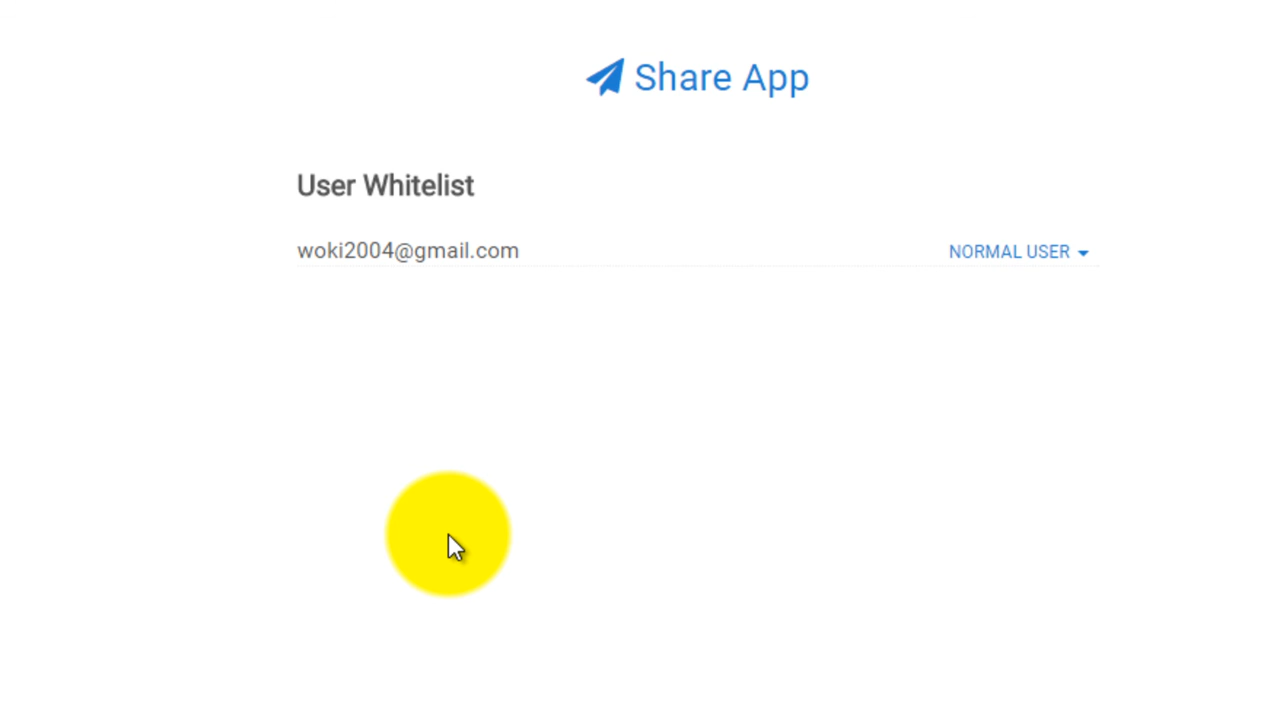 Share App
User Whitelist
woki2004@gmail.com
NORMAL USER